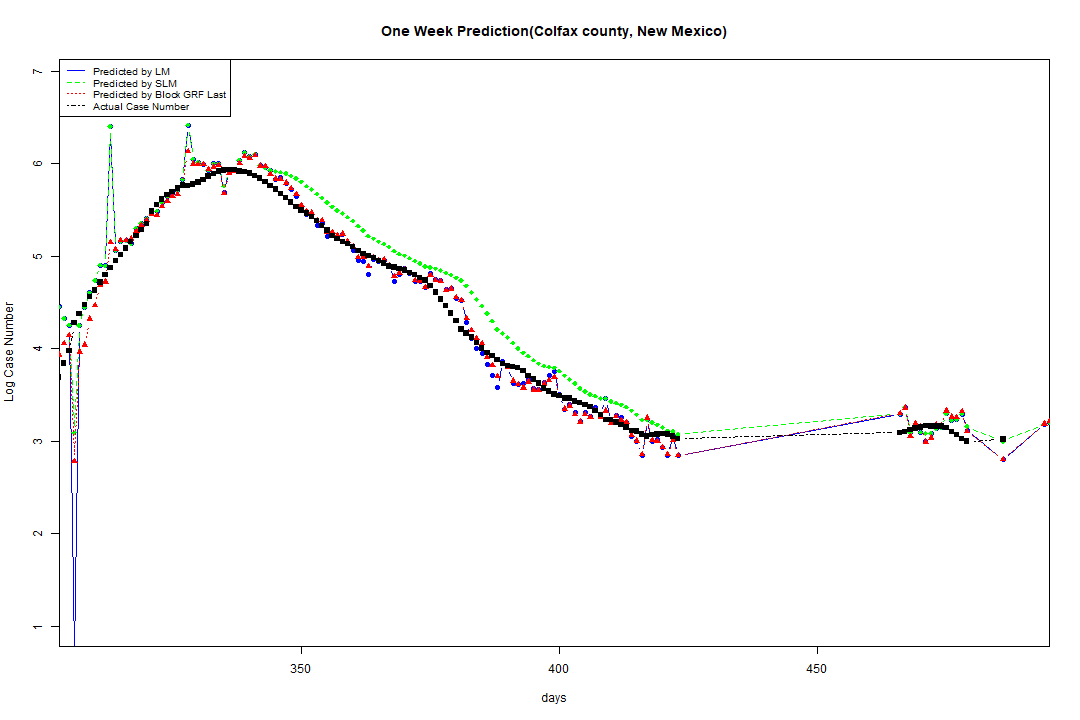 One Week Prediction(Colfax county, New Mexico)
Predicted by LM
Predicted by SLM
Predicted by Block GRF Last
Actual Case Number
7
6
5
4
3
2
1
Log Case Number
350
400
450
days